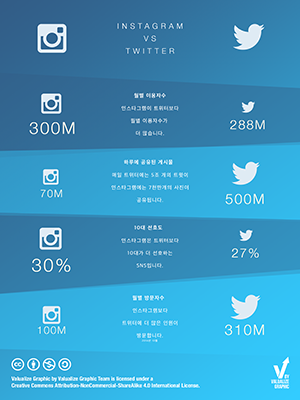 INSTAGRAM
VS
TWITTER
월별 이용자수
인스타그램이 트위터보다
월별 이용자수가
더 많습니다.
300M
288M
하루에 공유된 게시물
매일 트위터에는 5조 개의 트윗이
인스타그램에는 7천만개의 사진이
공유됩니다.
70M
500M
10대 선호도
인스타그램은 트위터보다
10대가 더 선호하는
SNS입니다.
30%
27%
월별 방문자수
인스타그램보다
트위터에 더 많은 인원이
방문합니다.
100M
310M
Valualize Graphic by Valualize Graphic Team is licensed under a
Creative Commons Attribution-NonCommercial-ShareAlike 4.0 International License.
BY
VALUALIZE
GRAPHIC